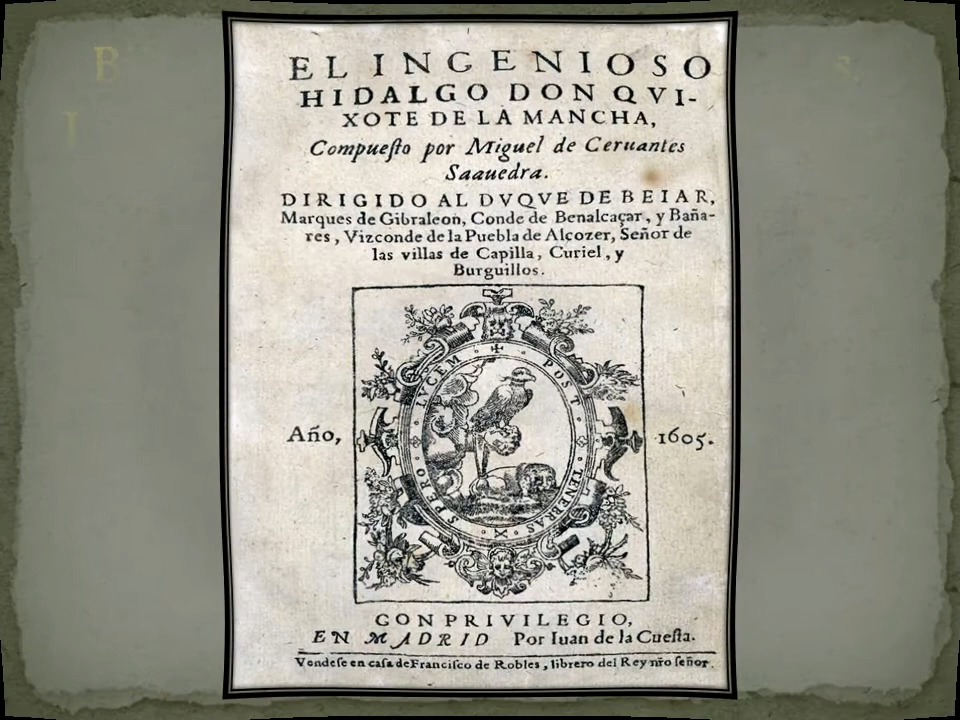 EL INGENIOSO
HIDALGO DON QVI-
XOTE DE LA MANCHA,
Compueſto por Miguel de Ceruantes
Saauedra.
DIRIGIDO AL DVQVE DE BEIAR,
Marques de Gibraleon, Conde de Benalcaçar, y Baña-
res, Vizconde de la Puebla de Alcozer, Señor de
las villas de Capilla, Curiel, y
Burguillos.
SPERO LVCEM POST TENEBRAS
Año, 1605.
CON PRIVILEGIO,
EN MADRID Por Iuan de la Cueſta.
Vendese en caſa de Franciſco de Robles, librero del Rey nr̃o ſeñor.